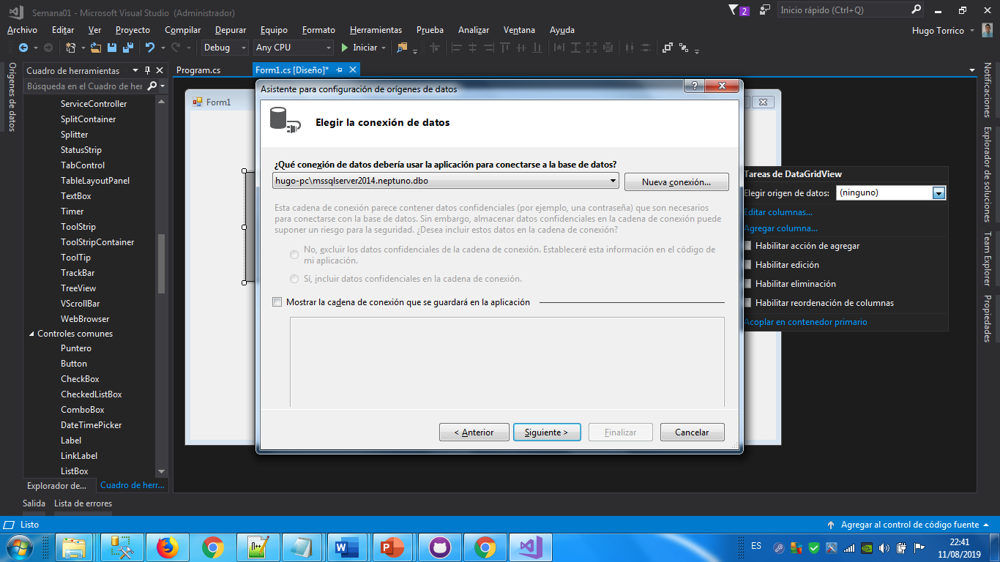 Semana01 - Microsoft Visual Studio (Administrador)
2
Inicio rápido (Ctrl+Q)
Archivo Editar Ver Proyecto Compilar Depurar Equipo Formato Herramientas Prueba Analizar Ventana Ayuda
Hugo Torrico
Debug
Any CPU
Iniciar
Orígenes de datos
Cuadro de herramientas
Búsqueda en el Cuadro de her
ServiceController
SplitContainer
Splitter
StatusStrip
TabControl
TableLayoutPanel
TextBox
Timer
ToolStrip
ToolStripContainer
ToolTip
TrackBar
TreeView
VScrollBar
WebBrowser
Controles comunes
Puntero
Button
CheckBox
CheckedListBox
ComboBox
DateTimePicker
Label
LinkLabel
ListBox
Explorador de...
Cuadro de herr...
Program.cs
Form1.cs [Diseño]*
Form1
Asistente para configuración de orígenes de datos
?
Elegir la conexión de datos
¿Qué conexión de datos debería usar la aplicación para conectarse a la base de datos?
hugo-pc\mssqlserver2014.neptuno.dbo
Nueva conexión...
Esta cadena de conexión parece contener datos confidenciales (por ejemplo, una contraseña) que son necesarios
para conectarse con la base de datos. Sin embargo, almacenar datos confidenciales en la cadena de conexión puede
suponer un riesgo para la seguridad. ¿Desea incluir estos datos en la cadena de conexión?
No, excluir los datos confidenciales de la cadena de conexión. Estableceré esta información en el código de
mi aplicación.
Sí, incluir datos confidenciales en la cadena de conexión.
Mostrar la cadena de conexión que se guardará en la aplicación
< Anterior
Siguiente >
Finalizar
Cancelar
Tareas de DataGridView
Elegir origen de datos:
(ninguno)
Editar columnas...
Agregar columna...
Habilitar acción de agregar
Habilitar edición
Habilitar eliminación
Habilitar reordenación de columnas
Acoplar en contenedor primario
Notificaciones
Explorador de soluciones
Team Explorer
Propiedades
Salida
Lista de errores
Listo
Agregar al control de código fuente
ES
22:41
11/08/2019